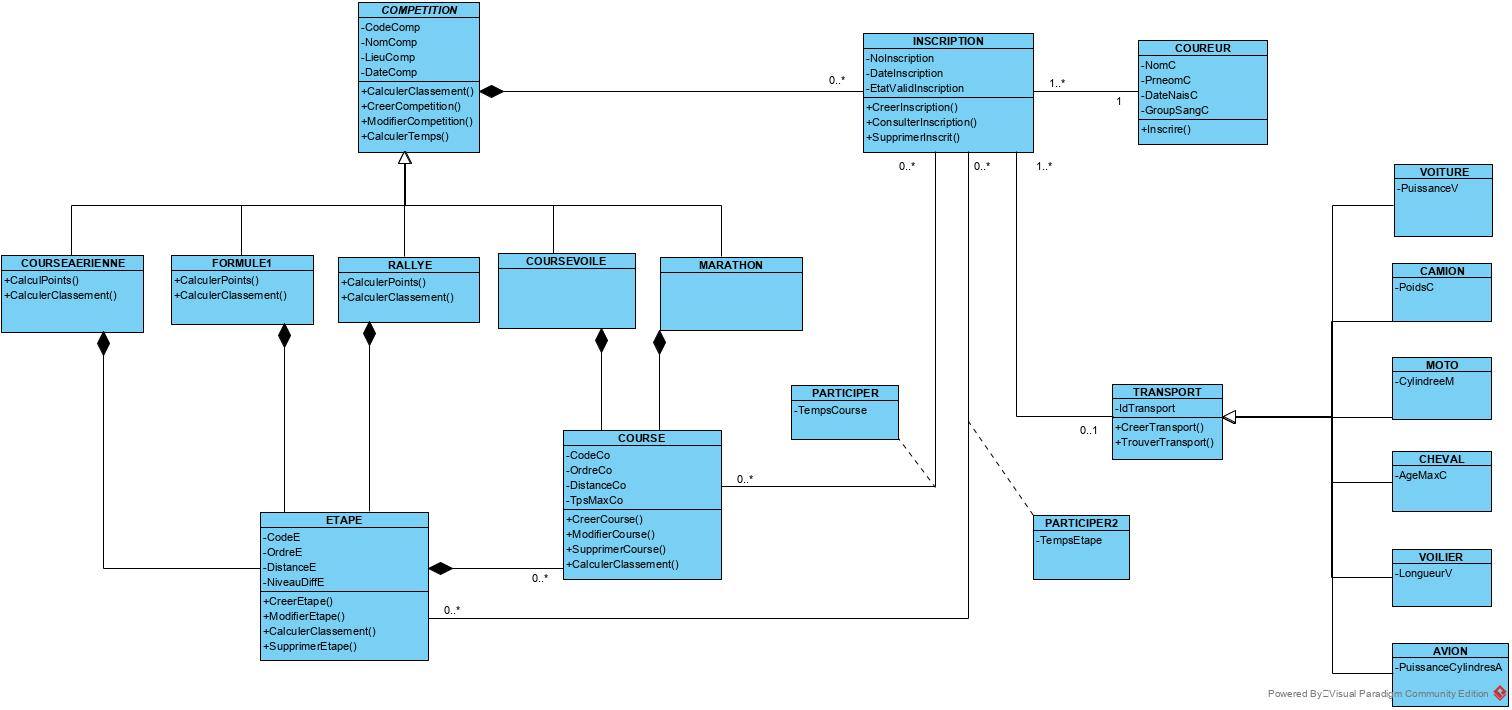 COMPETITION
-CodeComp
-NomComp
-LieuComp
-DateComp
+CalculerClassement()
+CreerCompetition()
+ModifierCompetition()
+CalculerTemps()
0..*
INSCRIPTION
-NoInscription
-DateInscription
-EtatValidInscription
+CreerInscription()
+ConsulterInscription()
+SupprimerInscrit()
1..*
1
COUREUR
-NomC
-PrneomC
-DateNaisC
-GroupSangC
+Inscrire()
0..*
0..*
1..*
COURSEAERIENNE
+CalculPoints()
+CalculerClassement()
FORMULE1
+CalculerPoints()
+CalculerClassement()
RALLYE
+CalculerPoints()
+CalculerClassement()
COURSEVOILE
MARATHON
VOITURE
-PuissanceV
CAMION
-PoidsC
MOTO
-CylindreeM
CHEVAL
-AgeMaxC
VOILIER
-LongueurV
AVION
-PuissanceCylindresA
TRANSPORT
-IdTransport
+CreerTransport()
+TrouverTransport()
0..1
PARTICIPER
-TempsCourse
COURSE
-CodeCo
-OrdreCo
-DistanceCo
-TpsMaxCo
+CreerCourse()
+ModifierCourse()
+SupprimerCourse()
+CalculerClassement()
0..*
PARTICIPER2
-TempsEtape
ETAPE
-CodeE
-OrdreE
-DistanceE
-NiveauDiffE
+CreerEtape()
+ModifierEtape()
+CalculerClassement()
+SupprimerEtape()
0..*
0..*
Powered By Visual Paradigm Community Edition